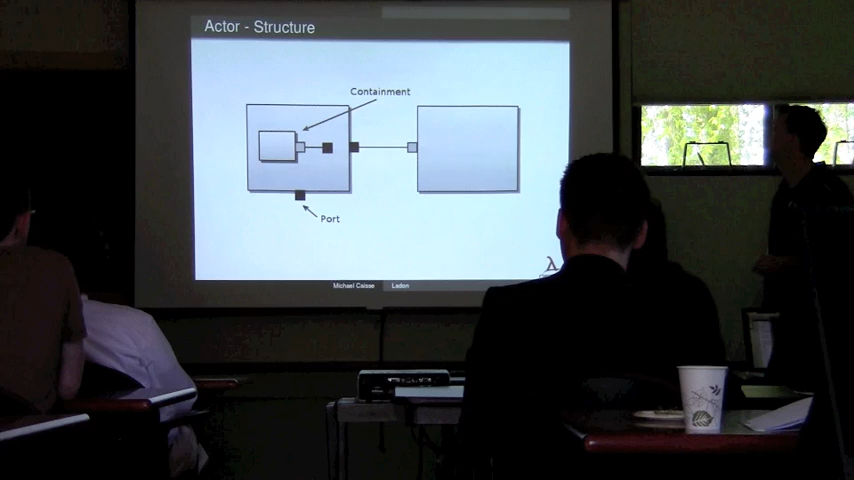 Actor - Structure
Containment
Port
λ
Michael Caisse Ladon